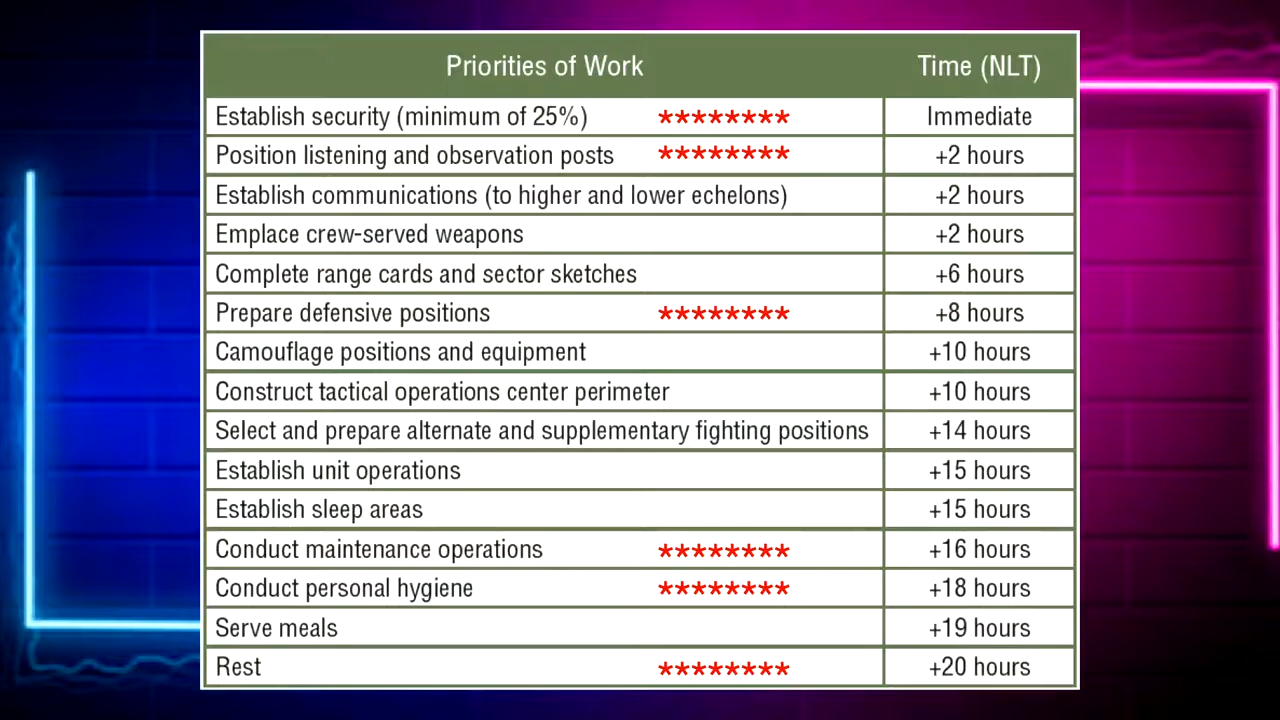 Priorities of Work Time (NLT)
Establish security (minimum of 25%) ******** Immediate
Position listening and observation posts ******** +2 hours
Establish communications (to higher and lower echelons) +2 hours
Emplace crew-served weapons +2 hours
Complete range cards and sector sketches +6 hours
Prepare defensive positions ******** +8 hours
Camouflage positions and equipment +10 hours
Construct tactical operations center perimeter +10 hours
Select and prepare alternate and supplementary fighting positions +14 hours
Establish unit operations +15 hours
Establish sleep areas +15 hours
Conduct maintenance operations ******** +16 hours
Conduct personal hygiene ******** +18 hours
Serve meals +19 hours
Rest ******** +20 hours